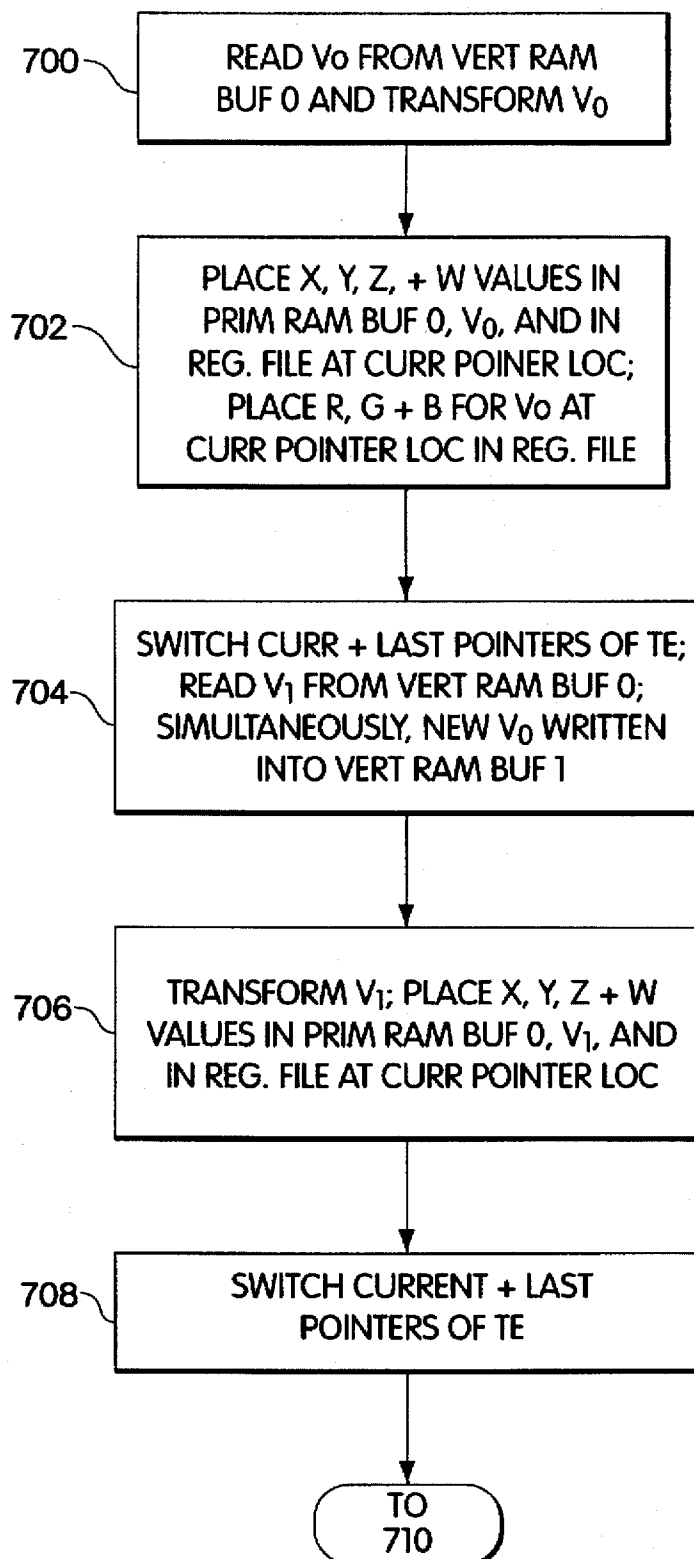 700
READ Vo FROM VERT RAM
BUF 0 AND TRANSFORM V0
702
PLACE X, Y, Z, + W VALUES IN
PRIM RAM BUF 0, V0, AND IN
REG. FILE AT CURR POINER LOC;
PLACE R, G + B FOR Vo AT
CURR POINTER LOC IN REG. FILE
704
SWITCH CURR + LAST POINTERS OF TE;
READ V1 FROM VERT RAM BUF 0;
SIMULTANEOUSLY, NEW V0 WRITTEN
INTO VERT RAM BUF 1
706
TRANSFORM V1; PLACE X, Y, Z + W
VALUES IN PRIM RAM BUF 0, V1, AND
IN REG. FILE AT CURR POINTER LOC
708
SWITCH CURRENT + LAST
POINTERS OF TE
TO
710